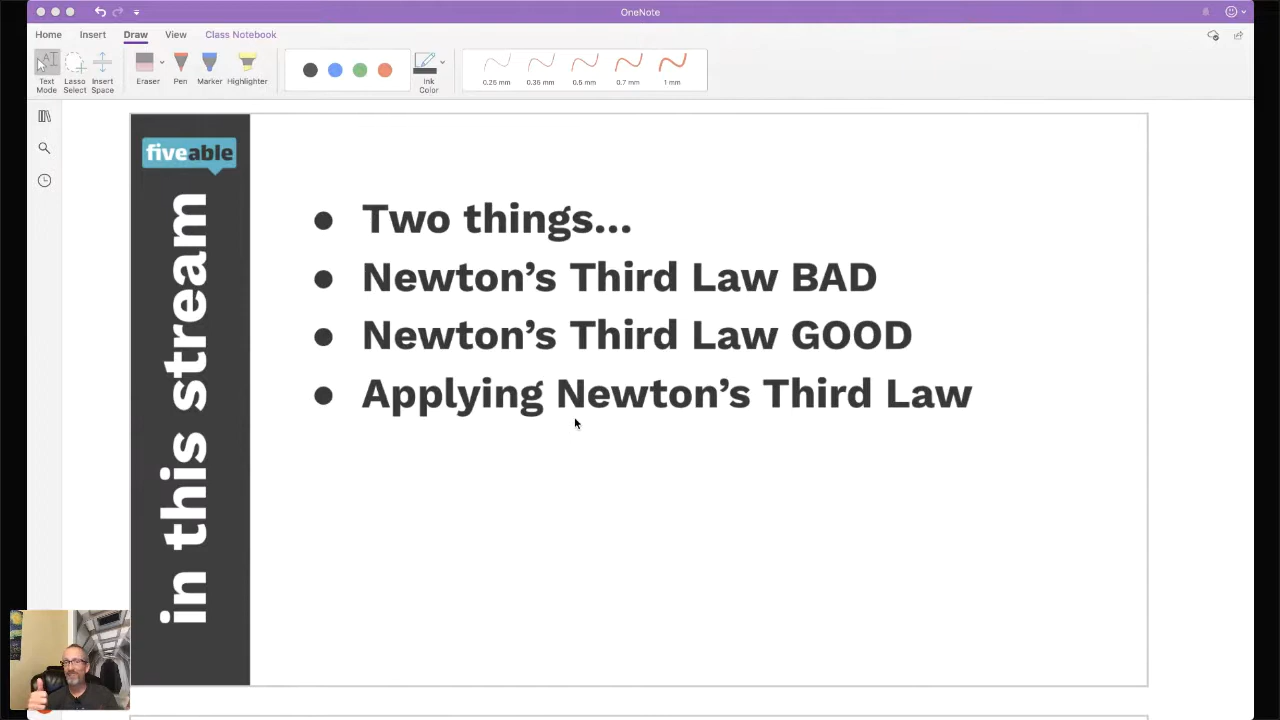 OneNote
Home Insert Draw View Class Notebook
Text Mode
Lasso Select
Insert Space
Eraser
Pen
Marker
Highlighter
Ink Color
0.25 mm
0.35 mm
0.5 mm
0.7 mm
1 mm
fiveable
in this stream
● Two things...
● Newton’s Third Law BAD
● Newton’s Third Law GOOD
● Applying Newton’s Third Law